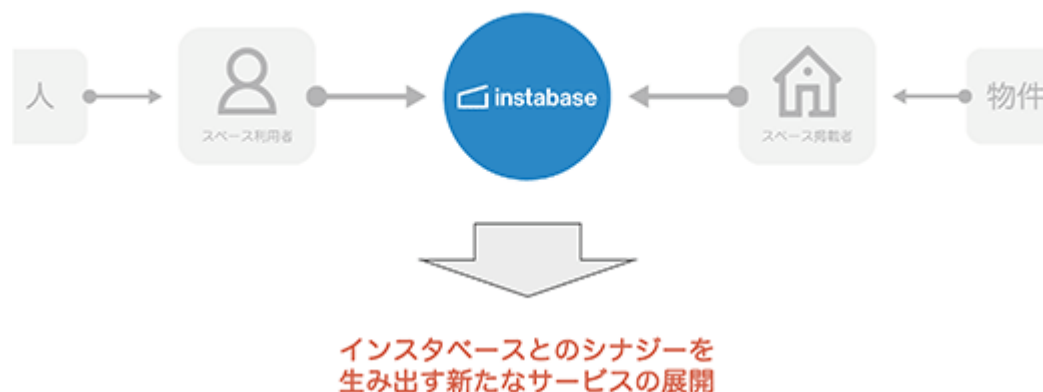 人
スペース利用者
instabase
スペース掲載者
物件
インスタベースとのシナジーを
生み出す新たなサービスの展開